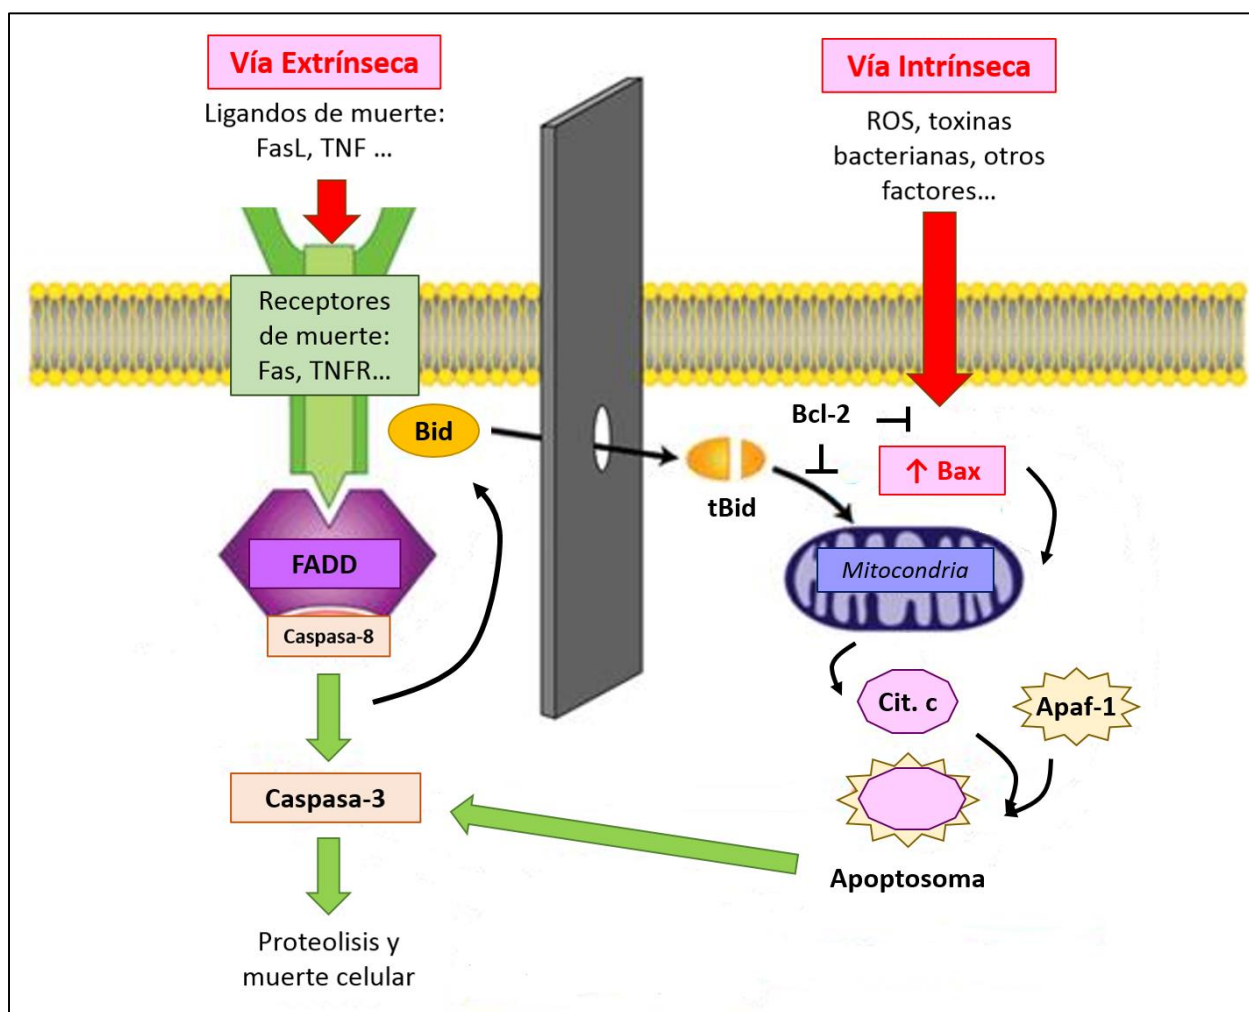 Vía Extrínseca
Ligandos de muerte:
FasL, TNF ...
Receptores
de muerte:
Fas, TNFR...
FADD
Caspasa-8
Caspasa-3
Proteolisis y
muerte celular
Bid
tBid
Vía Intrínseca
ROS, toxinas
bacterianas, otros
factores...
Bcl-2
↑ Bax
Mitocondria
Cit. c
Apaf-1
Apoptosoma